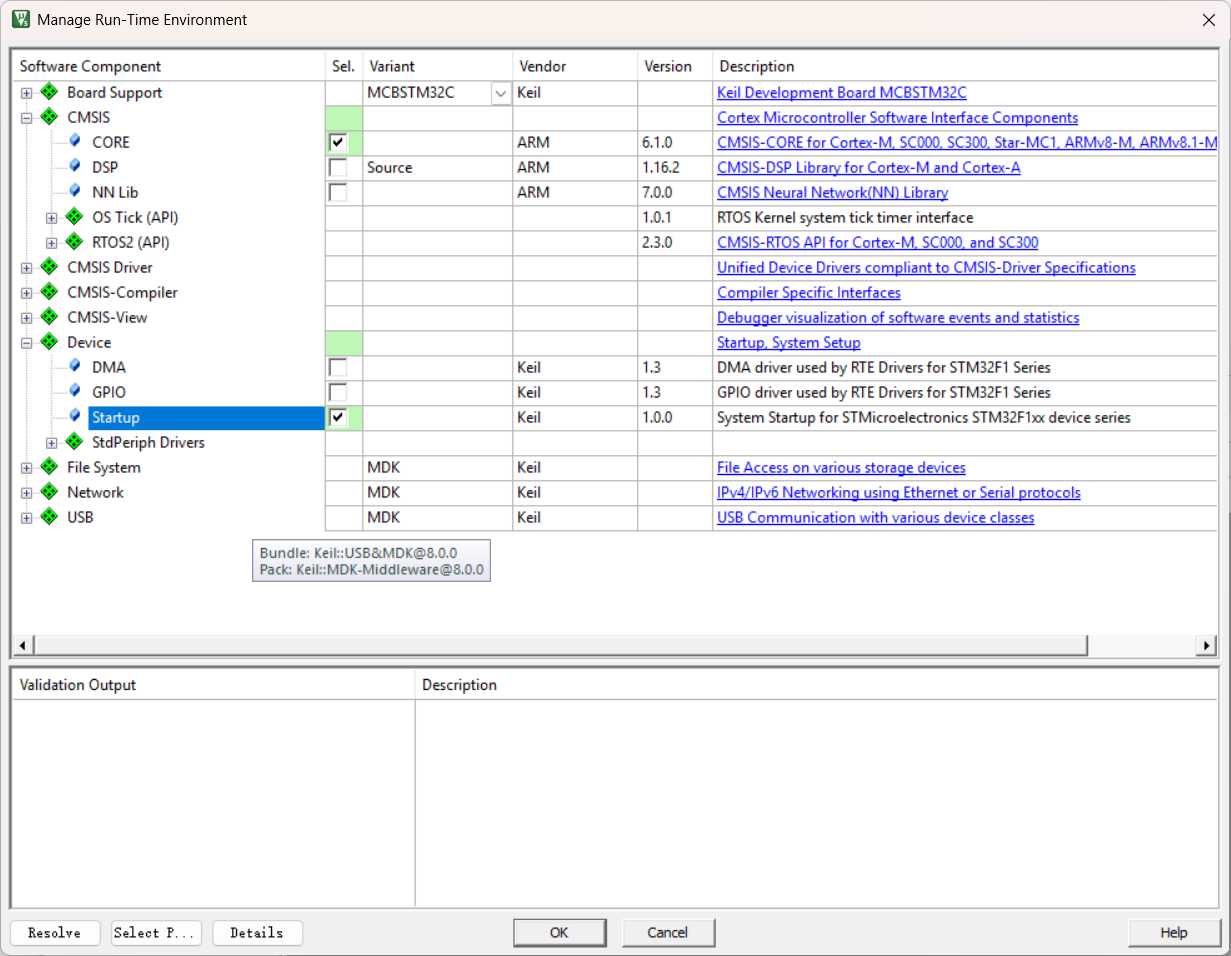 Manage Run-Time Environment
Software Component Sel. Variant Vendor Version Description
Board Support MCBSTM32C Keil Keil Development Board MCBSTM32C
CMSIS Cortex Microcontroller Software Interface Components
CORE ARM 6.1.0 CMSIS-CORE for Cortex-M, SC000, SC300, Star-MC1, ARMv8-M, ARMv8.1-M
DSP Source ARM 1.16.2 CMSIS-DSP Library for Cortex-M and Cortex-A
NN Lib ARM 7.0.0 CMSIS Neural Network(NN) Library
OS Tick (API) 1.0.1 RTOS Kernel system tick timer interface
RTOS2 (API) 2.3.0 CMSIS-RTOS API for Cortex-M, SC000, and SC300
CMSIS Driver Unified Device Drivers compliant to CMSIS-Driver Specifications
CMSIS-Compiler Compiler Specific Interfaces
CMSIS-View Debugger visualization of software events and statistics
Device Startup, System Setup
DMA Keil 1.3 DMA driver used by RTE Drivers for STM32F1 Series
GPIO Keil 1.3 GPIO driver used by RTE Drivers for STM32F1 Series
Startup Keil 1.0.0 System Startup for STMicroelectronics STM32F1xx device series
StdPeriph Drivers
File System MDK Keil File Access on various storage devices
Network MDK Keil IPv4/IPv6 Networking using Ethernet or Serial protocols
USB MDK Keil USB Communication with various device classes
Bundle: Keil::USB&MDK@8.0.0
Pack: Keil::MDK-Middleware@8.0.0
Validation Output Description
Resolve Select P... Details OK Cancel Help